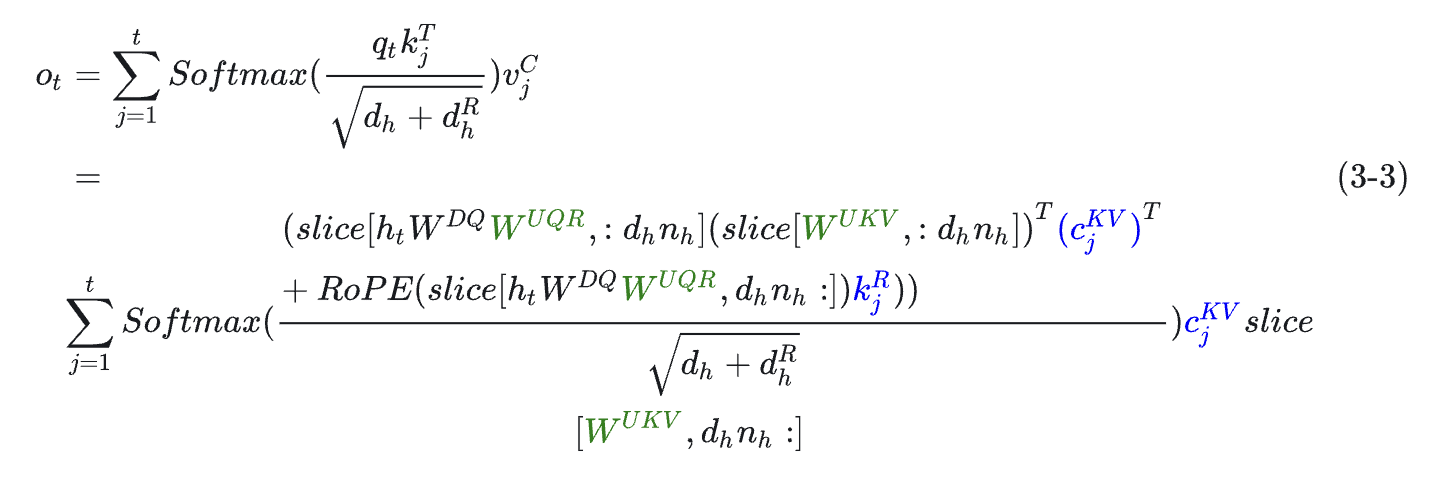 o_t = \sum_{j=1}^{t} Softmax(\frac{q_t k_j^T}{\sqrt{d_h + d_h^R}}) v_j^C
= (3-3)
\sum_{j=1}^{t} Softmax(\frac{(slice[h_t W^{DQ} W^{UQR}, : d_h n_h](slice[W^{UKV}, : d_h n_h])^T (c_j^{KV})^T + RoPE(slice[h_t W^{DQ} W^{UQR}, d_h n_h :]) k_j^R))}{\sqrt{d_h + d_h^R}}) c_j^{KV} slice
[W^{UKV}, d_h n_h :]